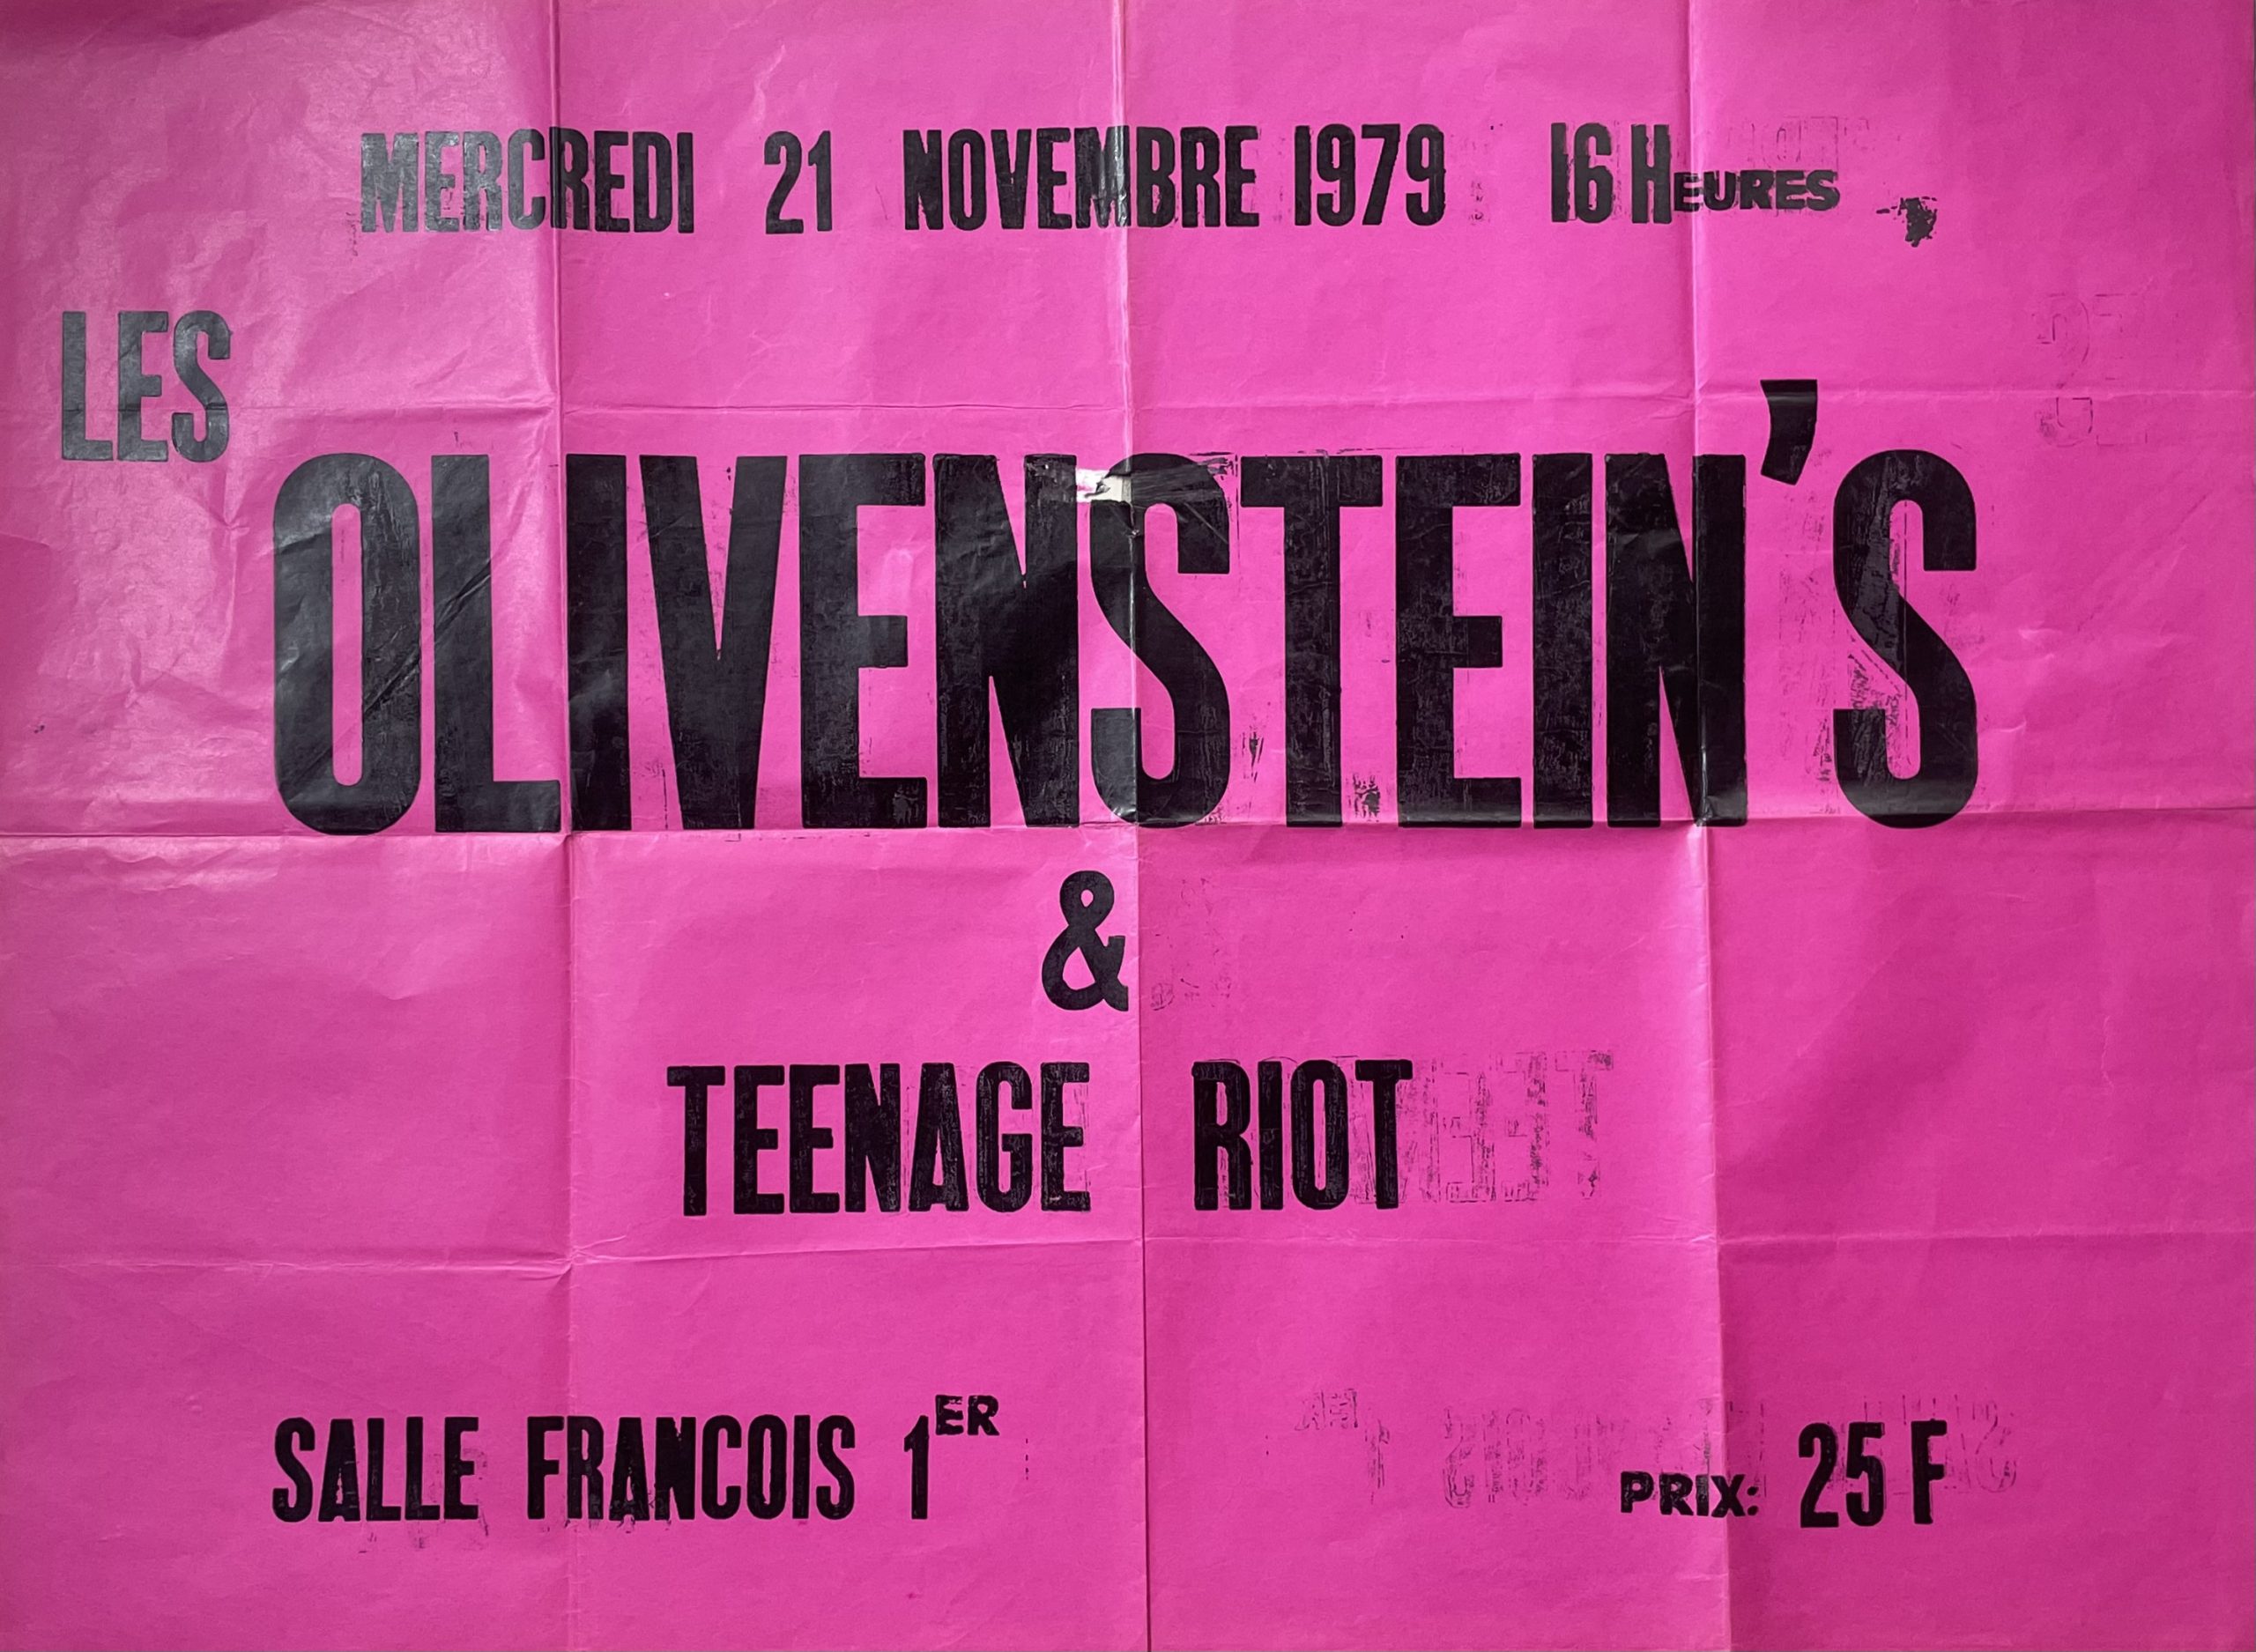 MERCREDI 21 NOVEMBRE 1979 16 HEURES
LES
OLIVENSTEIN'S
&
TEENAGE RIOT
SALLE FRANCOIS 1ER
PRIX: 25 F